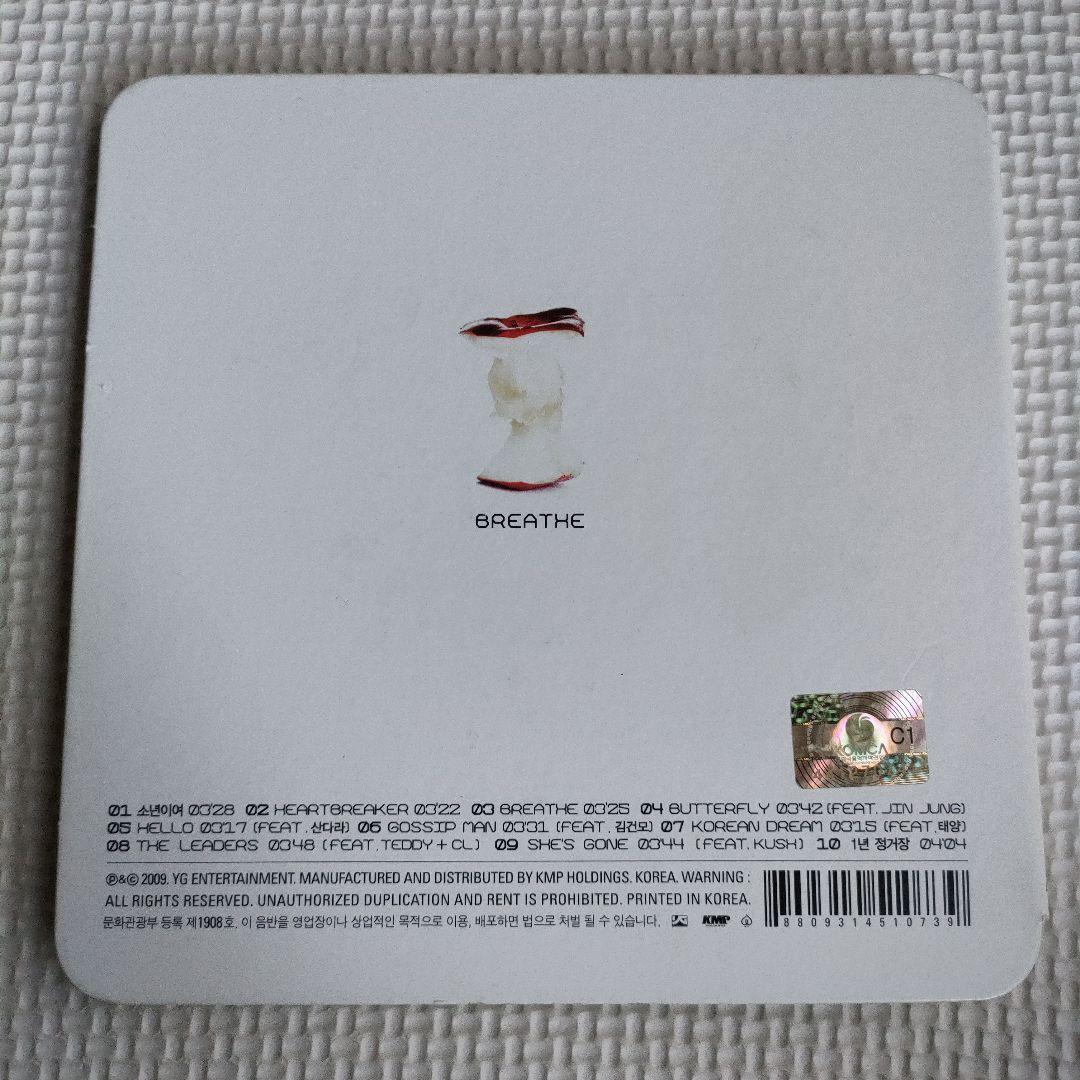 BREATHE
KOMCA C1
01 소년이여 03'28 02 HEARTBREAKER 03'22 03 BREATHE 03'25 04 BUTTERFLY 03'42 (FEAT. JIN JUNG)
05 HELLO 03'17 (FEAT. 산다라) 06 GOSSIP MAN 03'31 (FEAT. 김건모) 07 KOREAN DREAM 03'15 (FEAT. 태양)
08 THE LEADERS 03'48 (FEAT. TEDDY + CL) 09 SHE'S GONE 03'44 (FEAT. KUSH) 10 1년 정거장 04'04
℗&© 2009. YG ENTERTAINMENT. MANUFACTURED AND DISTRIBUTED BY KMP HOLDINGS. KOREA. WARNING :
ALL RIGHTS RESERVED. UNAUTHORIZED DUPLICATION AND RENT IS PROHIBITED. PRINTED IN KOREA.
문화관광부 등록 제1908호. 이 음반을 영업장이나 상업적인 목적으로 이용, 배포하면 법으로 처벌 될 수 있습니다. KMP
8809314510739